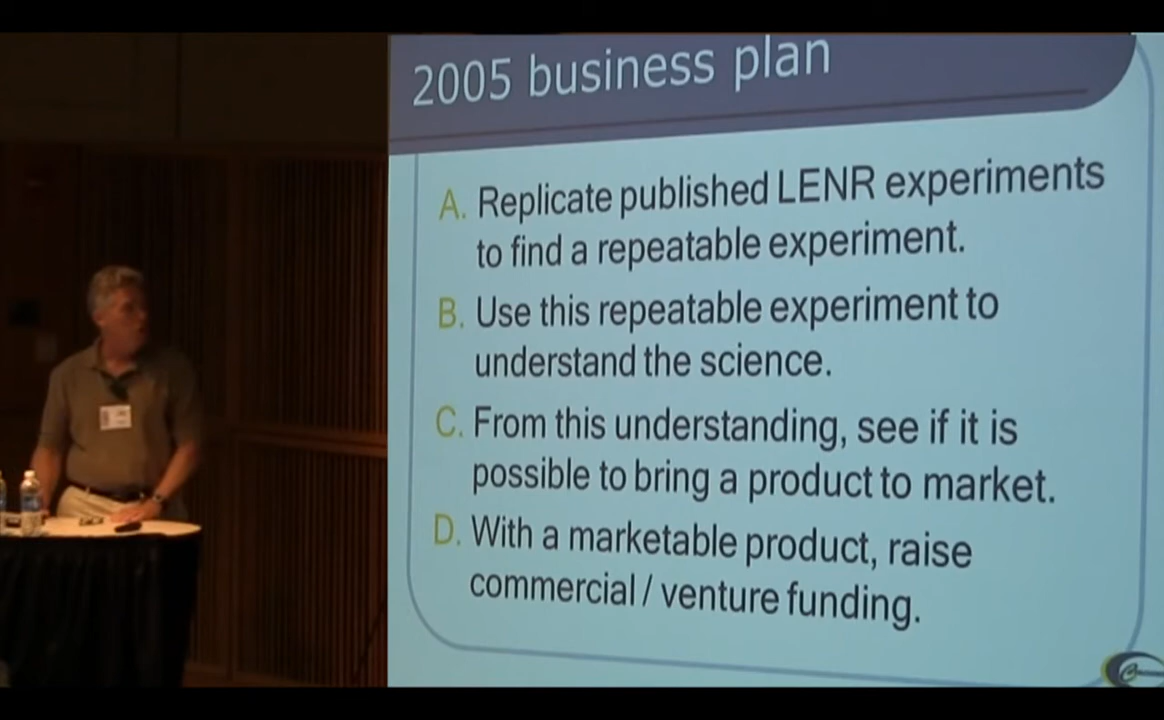 2005 business plan
A. Replicate published LENR experiments
to find a repeatable experiment.
B. Use this repeatable experiment to
understand the science.
C. From this understanding, see if it is
possible to bring a product to market.
D. With a marketable product, raise
commercial / venture funding.